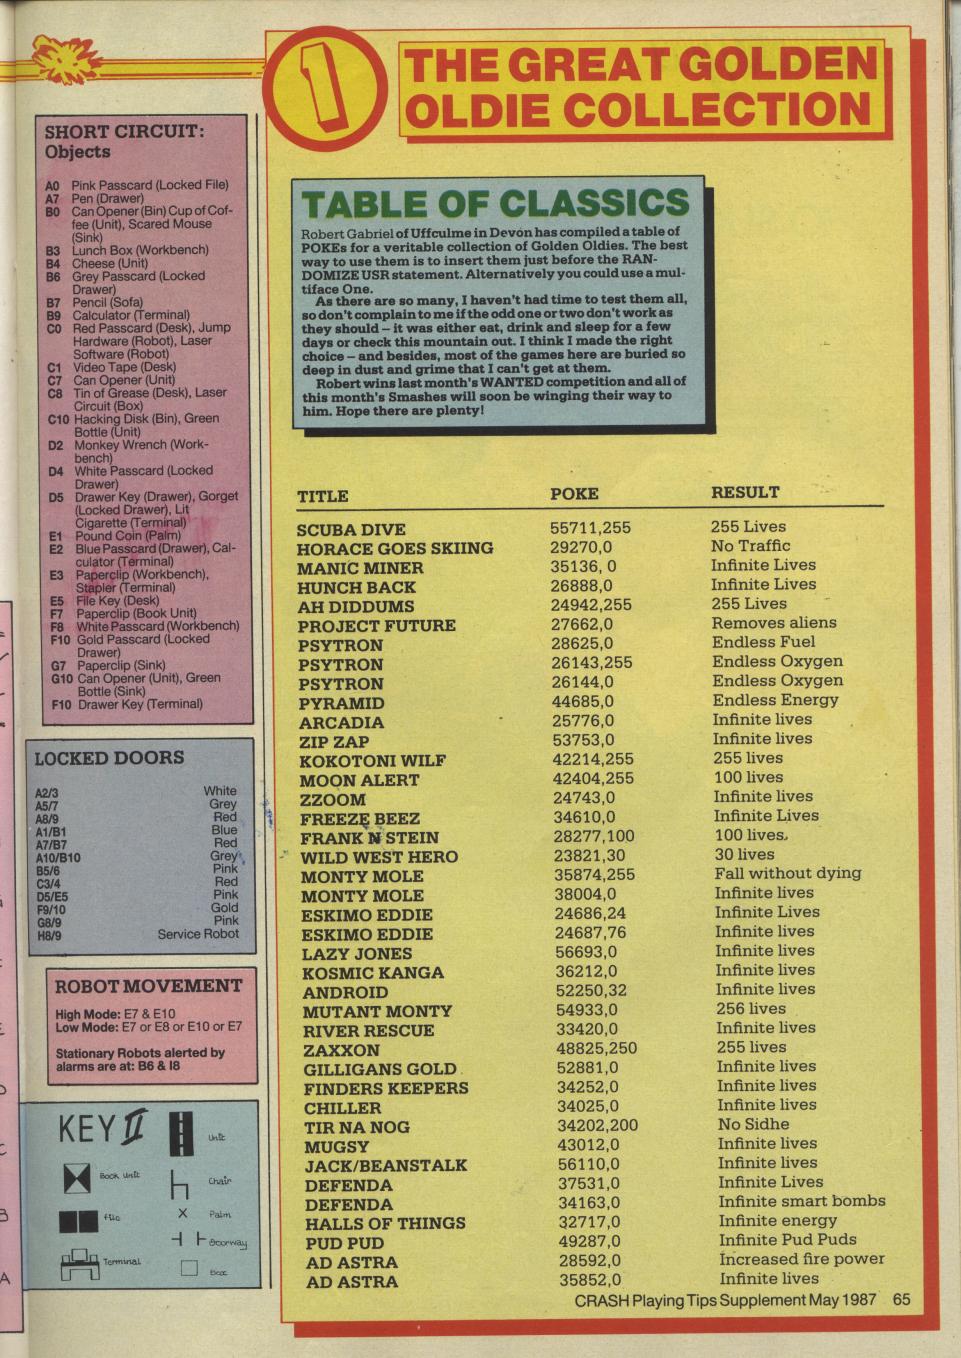 SHORT CIRCUIT:
Objects
A0 Pink Passcard (Locked File)
A7 Pen (Drawer)
B0 Can Opener (Bin) Cup of Cof-
fee (Unit), Scared Mouse
(Sink)
B3 Lunch Box (Workbench)
B4 Cheese (Unit)
B6 Grey Passcard (Locked
Drawer)
B7 Pencil (Sofa)
B9 Calculator (Terminal)
C0 Red Passcard (Desk), Jump
Hardware (Robot), Laser
Software (Robot)
C1 Video Tape (Desk)
C7 Can Opener (Unit)
C8 Tin of Grease (Desk), Laser
Circuit (Box)
C10 Hacking Disk (Bin), Green
Bottle (Unit)
D2 Monkey Wrench (Work-
bench)
D4 White Passcard (Locked
Drawer)
D5 Drawer Key (Drawer), Gorget
(Locked Drawer), Lit
Cigarette (Terminal)
E1 Pound Coin (Palm)
E2 Blue Passcard (Drawer), Cal-
culator (Terminal)
E3 Paperclip (Workbench),
Stapler (Terminal)
E5 File Key (Desk)
F7 Paperclip (Book Unit)
F8 White Passcard (Workbench)
F10 Gold Passcard (Locked
Drawer)
G7 Paperclip (Sink)
G10 Can Opener (Unit), Green
Bottle (Sink)
F10 Drawer Key (Terminal)
LOCKED DOORS
A2/3 White
A5/7 Grey
A8/9 Red
A1/B1 Blue
A7/B7 Red
A10/B10 Grey
B5/6 Pink
C3/4 Red
D5/E5 Pink
F9/10 Gold
G8/9 Pink
H8/9 Service Robot
ROBOT MOVEMENT
High Mode: E7 & E10
Low Mode: E7 or E8 or E10 or E7
Stationary Robots alerted by
alarms are at: B6 & I8
KEY II
Unit
Book Unit
Chair
File
Palm
Doorway
Terminal
Box
1
THE GREAT GOLDEN
OLDIE COLLECTION
TABLE OF CLASSICS
Robert Gabriel of Uffculme in Devon has compiled a table of
POKEs for a veritable collection of Golden Oldies. The best
way to use them is to insert them just before the RAN-
DOMIZE USR statement. Alternatively you could use a mul-
tiface One.
As there are so many, I haven't had time to test them all,
so don't complain to me if the odd one or two don't work as
they should – it was either eat, drink and sleep for a few
days or check this mountain out. I think I made the right
choice – and besides, most of the games here are buried so
deep in dust and grime that I can't get at them.
Robert wins last month's WANTED competition and all of
this month's Smashes will soon be winging their way to
him. Hope there are plenty!
TITLE POKE RESULT
SCUBA DIVE 55711,255 255 Lives
HORACE GOES SKIING 29270,0 No Traffic
MANIC MINER 35136, 0 Infinite Lives
HUNCH BACK 26888,0 Infinite Lives
AH DIDDUMS 24942,255 255 Lives
PROJECT FUTURE 27662,0 Removes aliens
PSYTRON 28625,0 Endless Fuel
PSYTRON 26143,255 Endless Oxygen
PSYTRON 26144,0 Endless Oxygen
PYRAMID 44685,0 Endless Energy
ARCADIA 25776,0 Infinite lives
ZIP ZAP 53753,0 Infinite lives
KOKOTONI WILF 42214,255 255 lives
MOON ALERT 42404,255 100 lives
ZZOOM 24743,0 Infinite lives
FREEZE BEEZ 34610,0 Infinite Lives
FRANK N STEIN 28277,100 100 lives.
WILD WEST HERO 23821,30 30 lives
MONTY MOLE 35874,255 Fall without dying
MONTY MOLE 38004,0 Infinite lives
ESKIMO EDDIE 24686,24 Infinite Lives
ESKIMO EDDIE 24687,76 Infinite lives
LAZY JONES 56693,0 Infinite lives
KOSMIC KANGA 36212,0 Infinite lives
ANDROID 52250,32 Infinite lives
MUTANT MONTY 54933,0 256 lives
RIVER RESCUE 33420,0 Infinite lives
ZAXXON 48825,250 255 lives
GILLIGANS GOLD 52881,0 Infinite lives
FINDERS KEEPERS 34252,0 Infinite lives
CHILLER 34025,0 Infinite lives
TIR NA NOG 34202,200 No Sidhe
MUGSY 43012,0 Infinite lives
JACK/BEANSTALK 56110,0 Infinite lives
DEFENDA 37531,0 Infinite Lives
DEFENDA 34163,0 Infinite smart bombs
HALLS OF THINGS 32717,0 Infinite energy
PUD PUD 49287,0 Infinite Pud Puds
AD ASTRA 28592,0 Increased fire power
AD ASTRA 35852,0 Infinite lives
CRASH Playing Tips Supplement May 1987 65